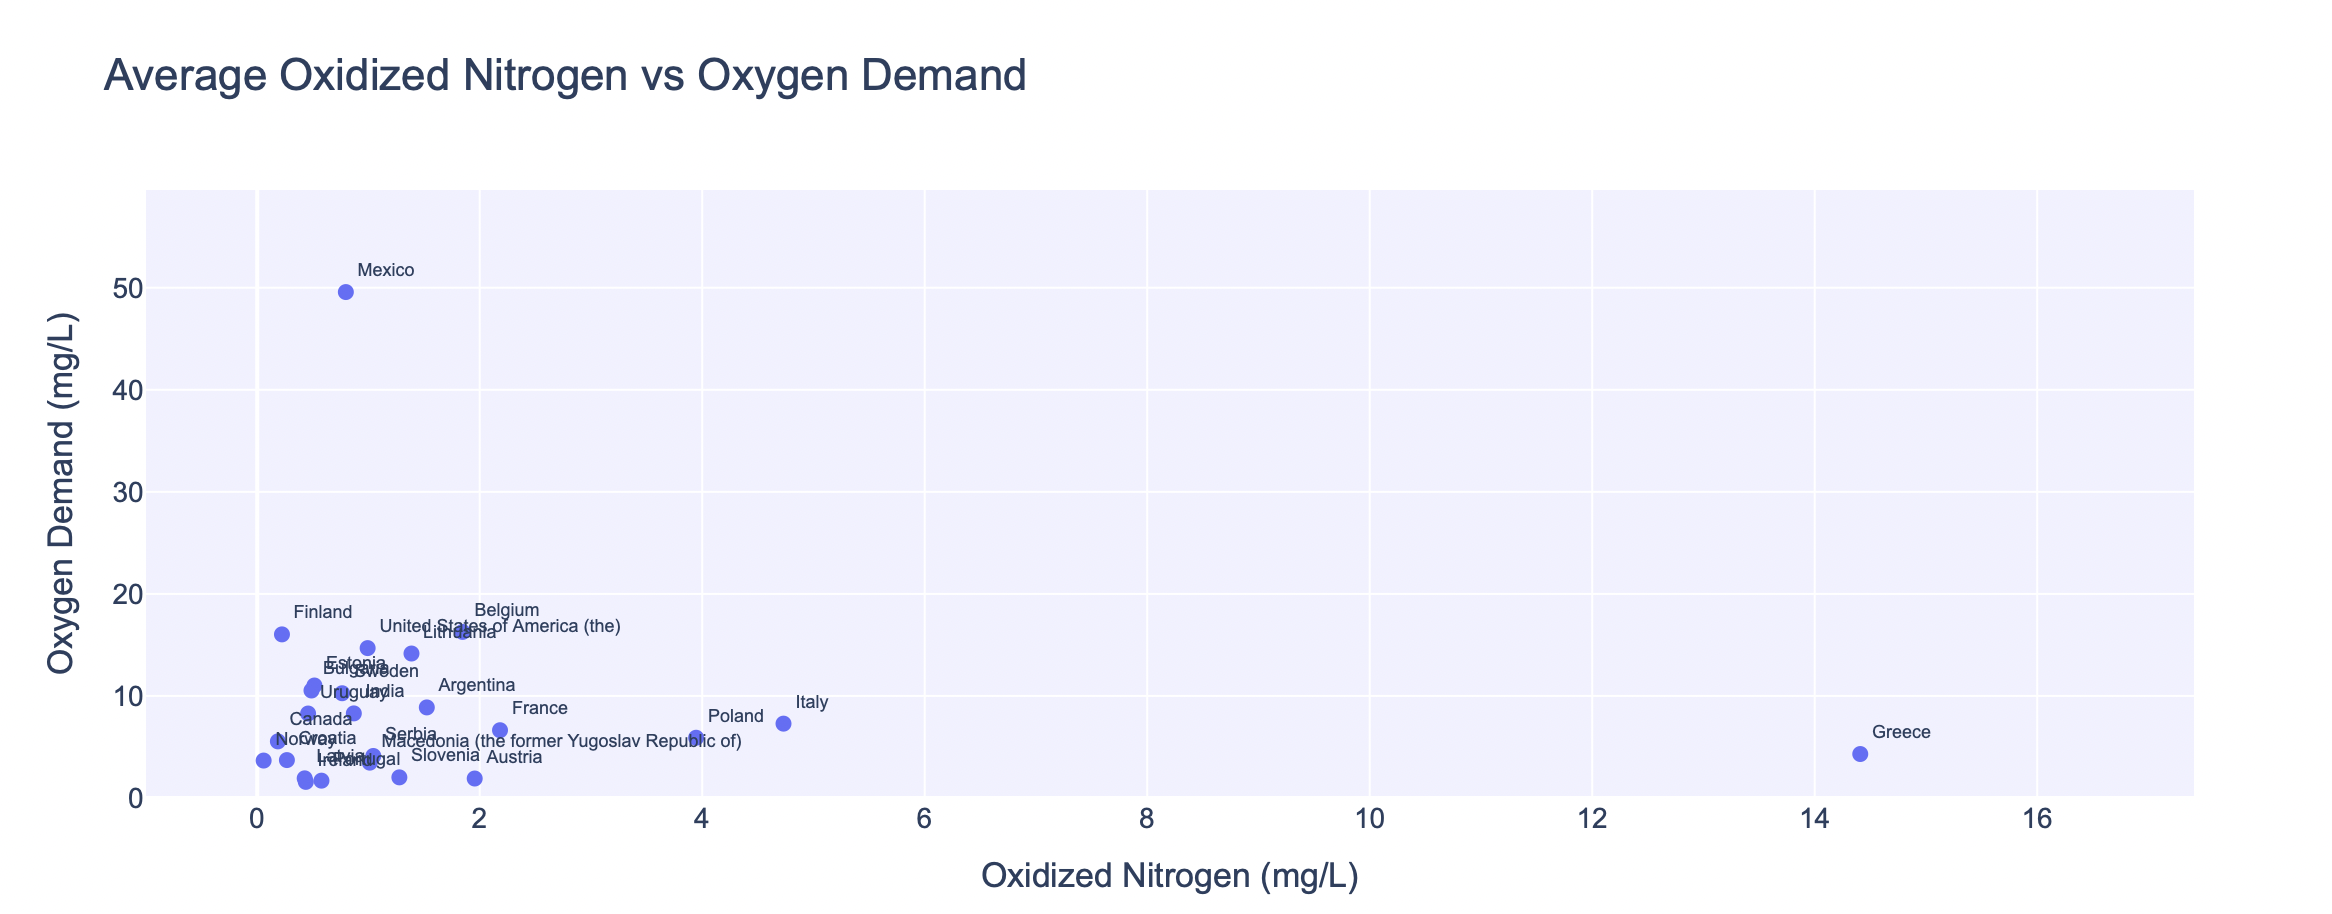 Average Oxidized Nitrogen vs Oxygen Demand
Oxygen Demand (mg/L)
50
40
30
20
10
0
Mexico
Finland
Belgium
United States of America (the)
Lithuania
Estonia
Bulgaria
Sweden
Uruguay
India
Argentina
Italy
France
Poland
Canada
Greece
Serbia
Croatia
Norway
Macedonia (the former Yugoslav Republic of)
Slovenia
Latvia
Austria
Portugal
Ireland
0
2
4
6
8
10
12
14
16
Oxidized Nitrogen (mg/L)